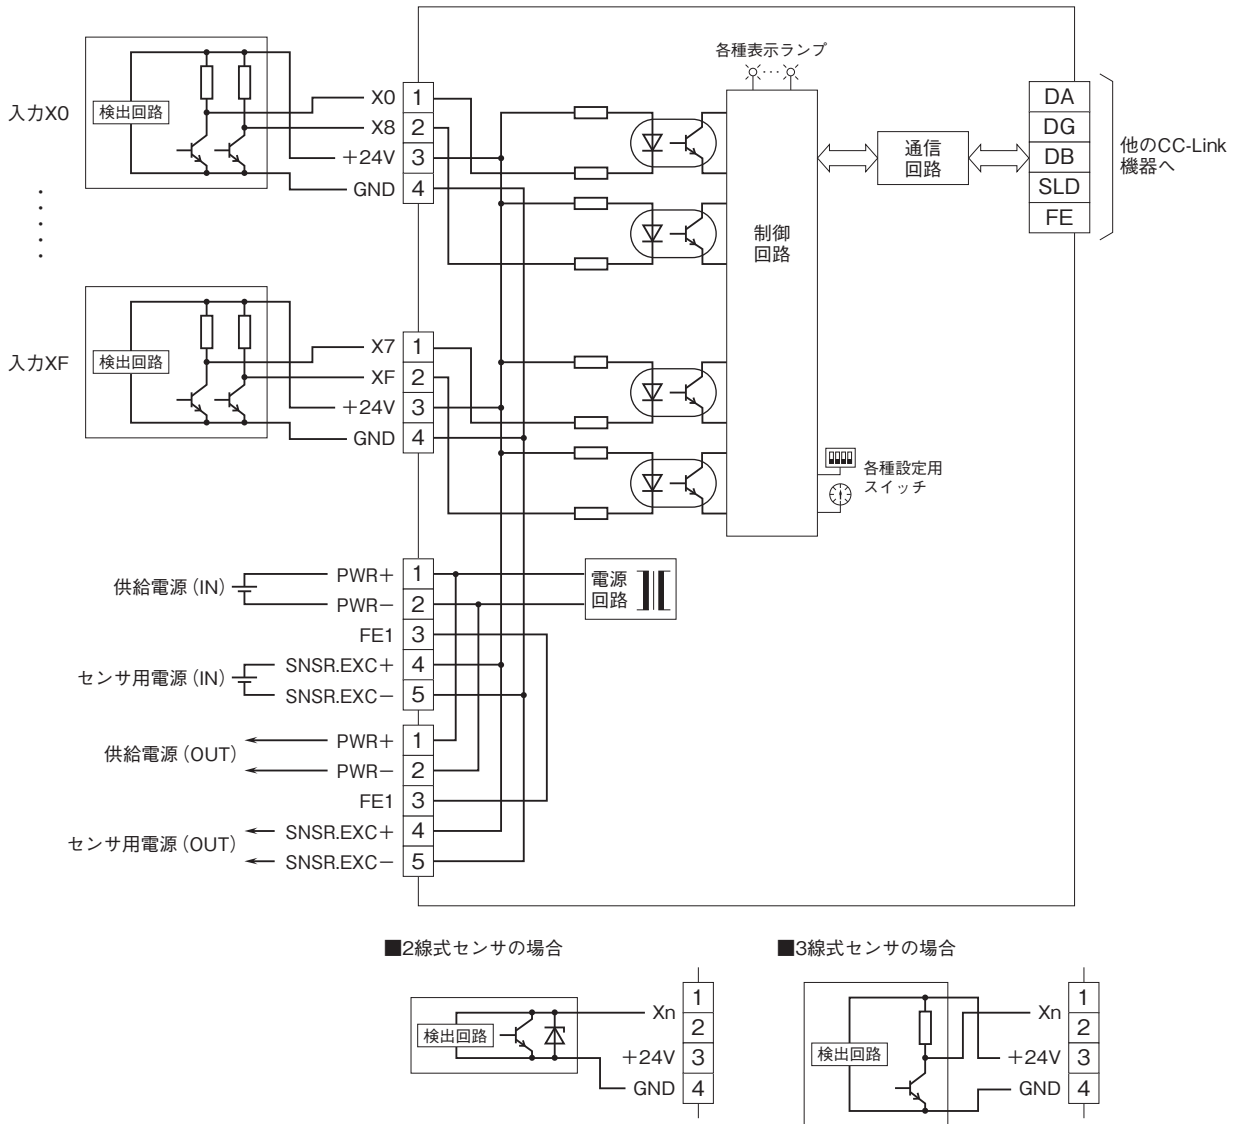 各種表示ランプ
入力X0
検出回路
X0 1
X8 2
+24V 3
GND 4
DA
DG
DB
SLD
FE
他のCC-Link
機器へ
通信
回路
制御
回路
入力XF
検出回路
X7 1
XF 2
+24V 3
GND 4
各種設定用
スイッチ
供給電源(IN)
PWR+ 1
PWR− 2
FE1 3
センサ用電源(IN)
SNSR.EXC+ 4
SNSR.EXC− 5
電源
回路
供給電源(OUT)
PWR+ 1
PWR− 2
FE1 3
センサ用電源(OUT)
SNSR.EXC+ 4
SNSR.EXC− 5
■2線式センサの場合
検出回路
Xn
+24V
GND
1
2
3
4
■3線式センサの場合
検出回路
Xn
+24V
GND
1
2
3
4